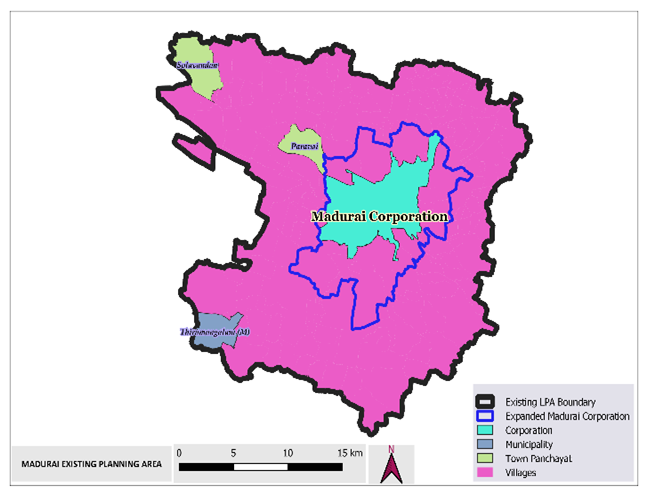 Solavandan
Paravai
Madurai Corporation
Thirumangalam (M)
Existing LPA Boundary
Expanded Madurai Corporation
Corporation
Municipality
Town Panchayat
Villages
MADURAI EXISTING PLANNING AREA
0 5 10 15 km
N